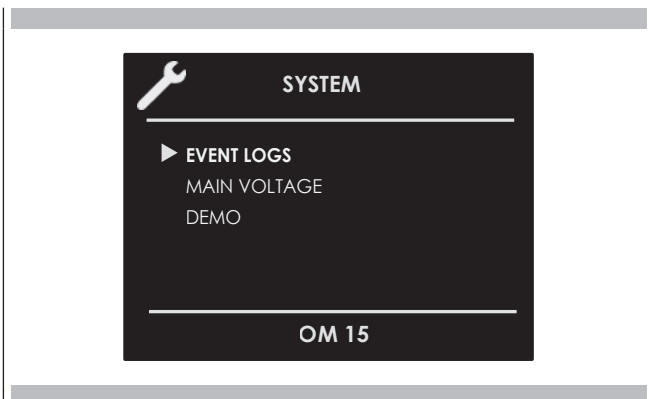 SYSTEM
EVENT LOGS
MAIN VOLTAGE
DEMO
OM 15